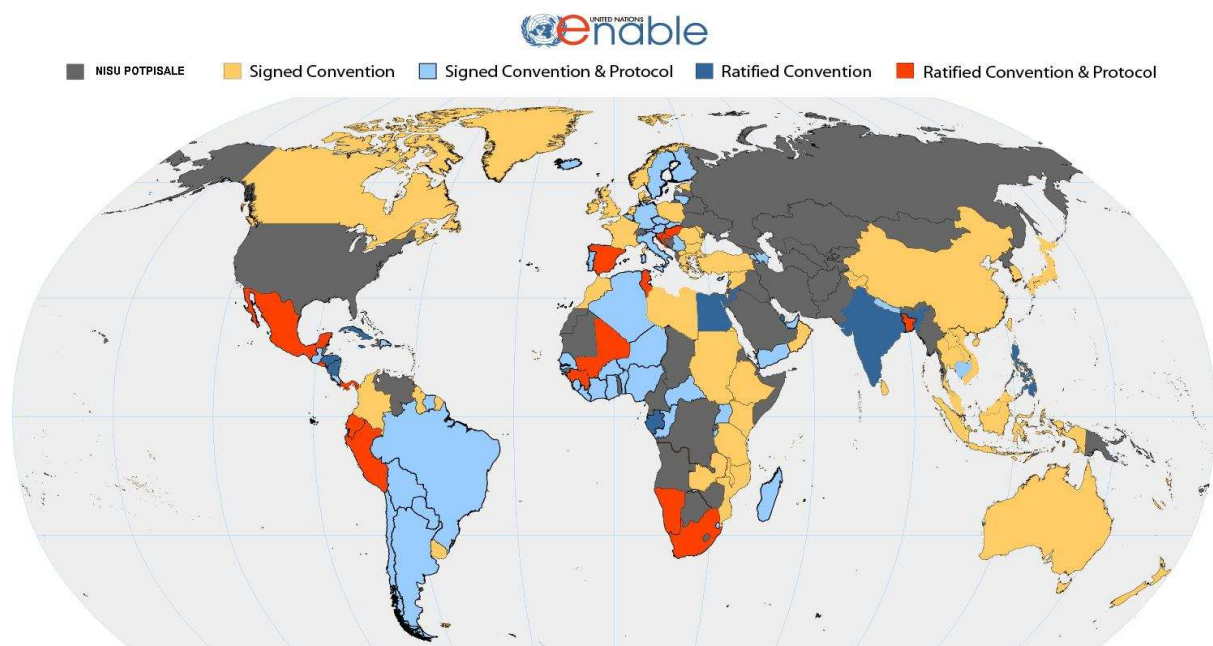 UNITED NATIONS
enable
NISU POTPISALE
Signed Convention
Signed Convention & Protocol
Ratified Convention
Ratified Convention & Protocol